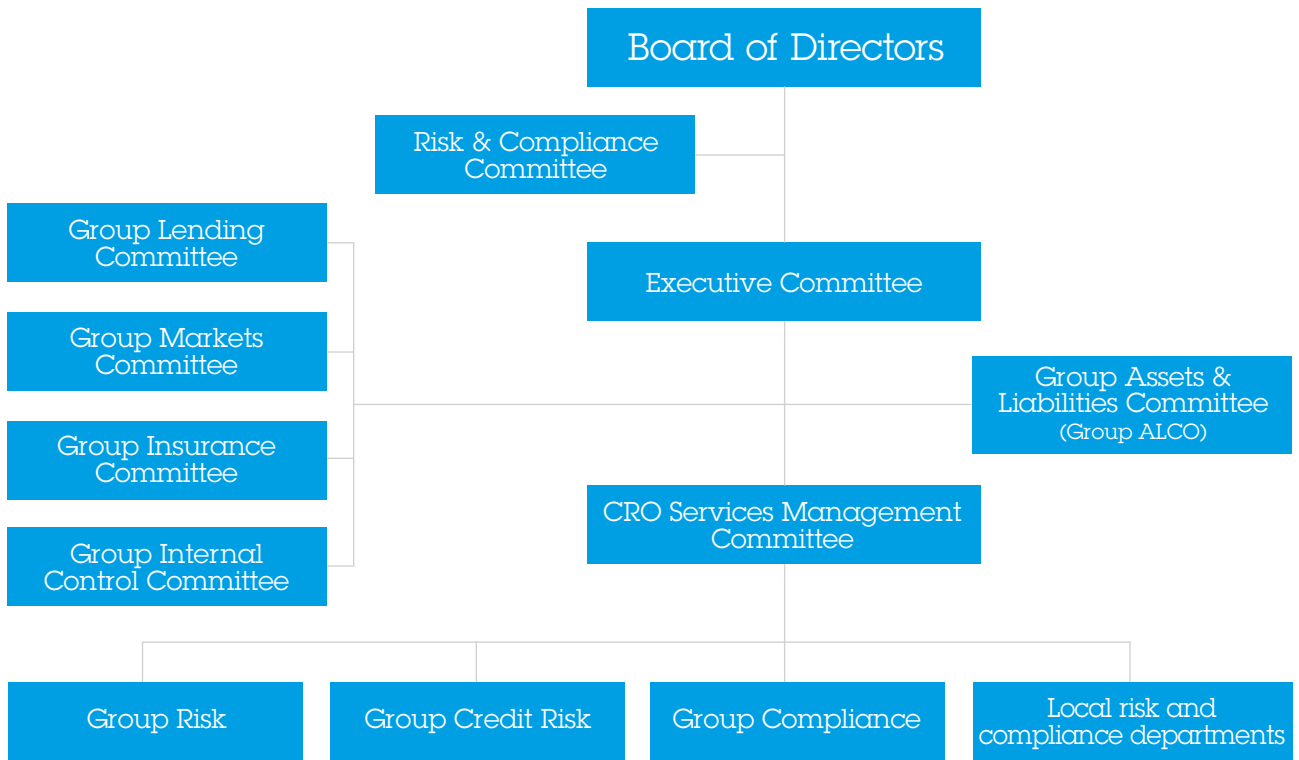 Board of Directors
Risk & Compliance
Committee
Group Lending
Committee
Executive Committee
Group Markets
Committee
Group Assets &
Liabilities Committee
(Group ALCO)
Group Insurance
Committee
CRO Services Management
Committee
Group Internal
Control Committee
Group Risk
Group Credit Risk
Group Compliance
Local risk and
compliance departments